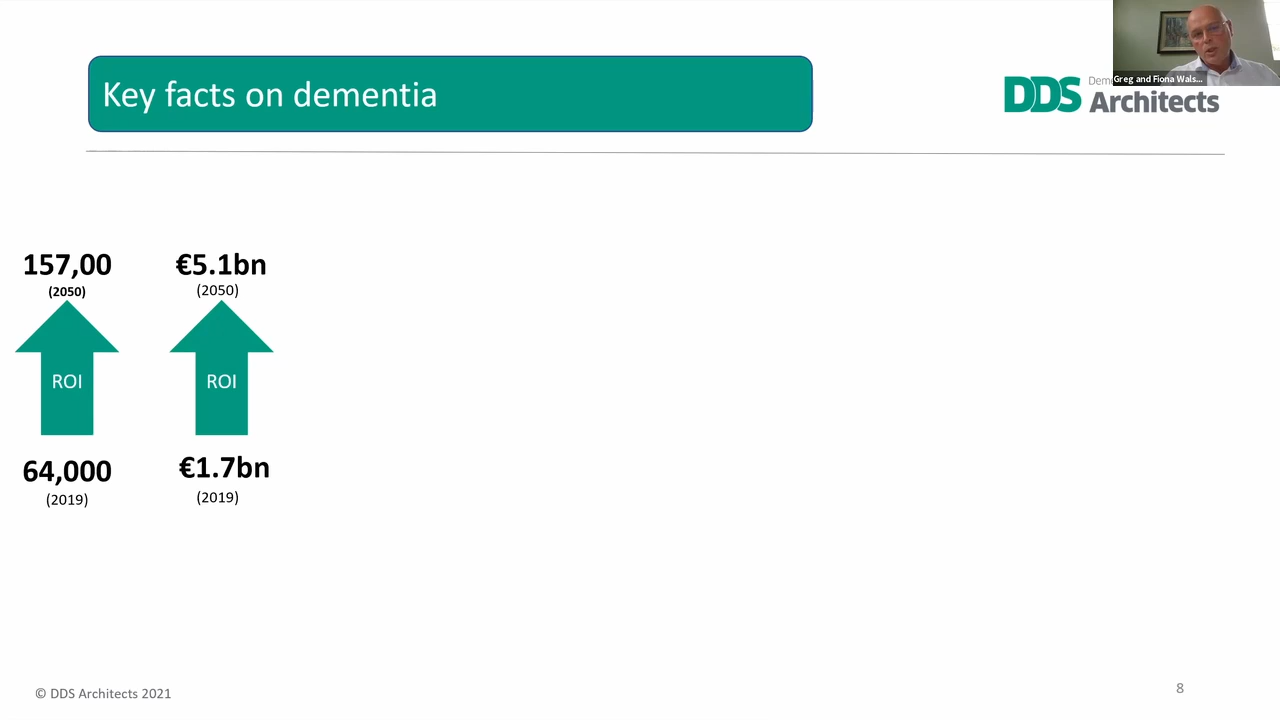 Key facts on dementia
Greg and Fiona Wals...
DDS
Architects
157,00
(2050)
€5.1bn
(2050)
ROI
ROI
64,000
(2019)
€1.7bn
(2019)
© DDS Architects 2021
8